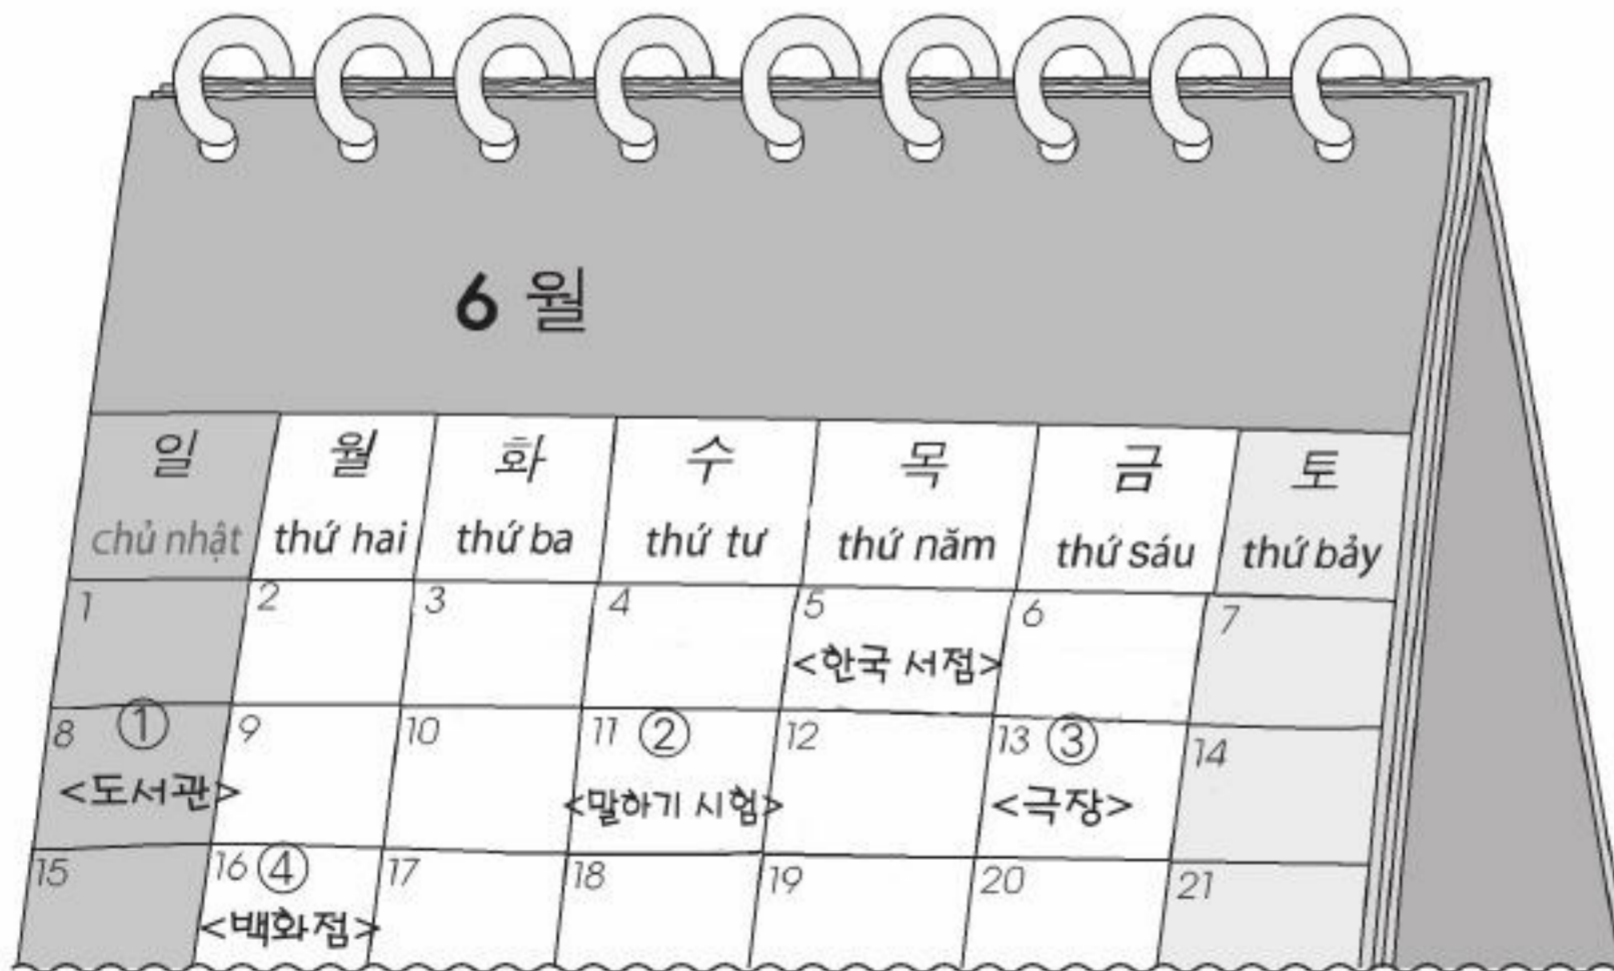 6 월
일 월 화 수 목 금 토
chủ nhật thứ hai thứ ba thứ tư thứ năm thứ sáu thứ bảy
1 2 3 4 5 6 7
<한국 서점>
8 ① 9 10 11 ② 12 13 ③ 14
<도서관> <말하기 시험> <극장>
15 16 ④ 17 18 19 20 21
<백화점>